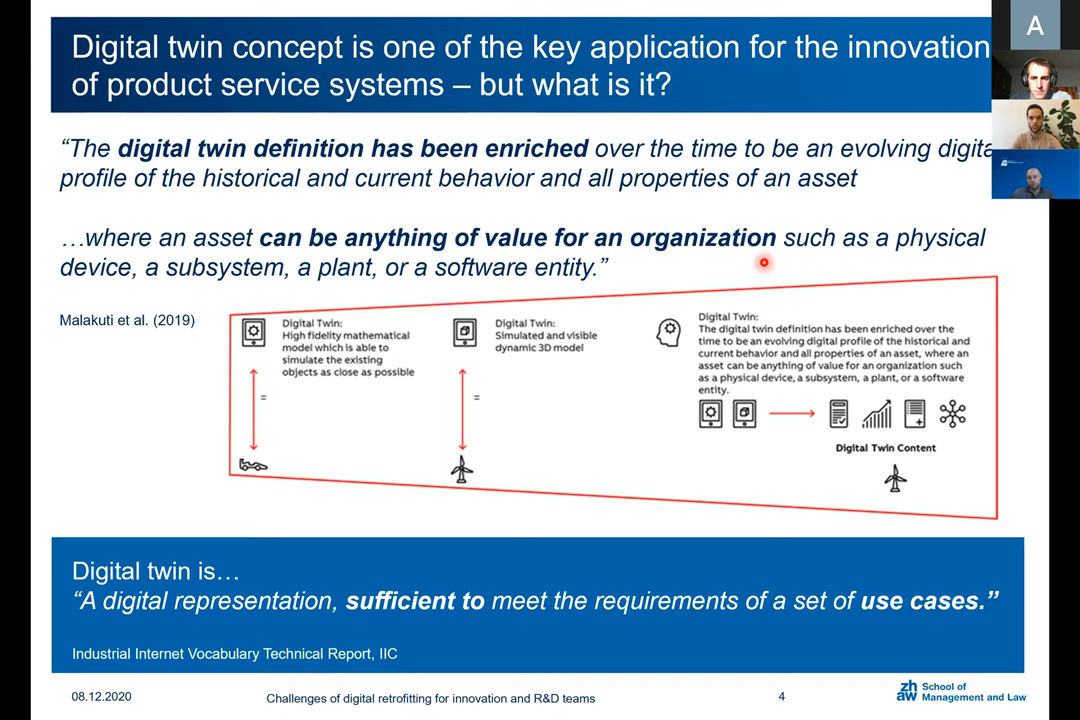 Digital twin concept is one of the key application for the innovation
of product service systems – but what is it?
A
“The digital twin definition has been enriched over the time to be an evolving digita
profile of the historical and current behavior and all properties of an asset
…where an asset can be anything of value for an organization such as a physical
device, a subsystem, a plant, or a software entity.”
Malakuti et al. (2019)
Digital Twin:
High fidelity mathematical
model which is able to
simulate the existing
objects as close as possible
=
Digital Twin:
Simulated and visible
dynamic 3D model
=
Digital Twin:
The digital twin definition has been enriched over the
time to be an evolving digital profile of the historical and
current behavior and all properties of an asset, where an
asset can be anything of value for an organization such
as a physical device, a subsystem, a plant, or a software
entity.
Digital Twin Content
Digital twin is…
“A digital representation, sufficient to meet the requirements of a set of use cases.”
Industrial Internet Vocabulary Technical Report, IIC
08.12.2020
Challenges of digital retrofitting for innovation and R&D teams
4
zh
aw
School of
Management and Law